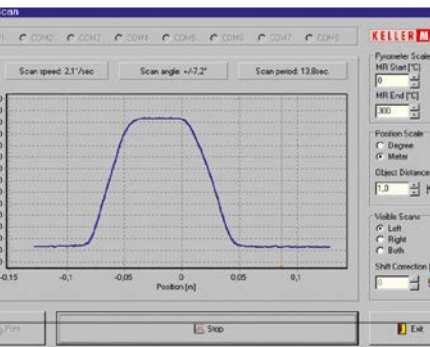 can
COM2 COM3 COM4 COM5 COM6 COM7 COM8
KELLER M
Scan speed: 2,1°/sec Scan angle: +/-7,2° Scan period: 13,8sec.
Pyrometer Scale
MR Start [°C]
0
MR End [°C]
300
Position Scale
Degree
Meter
Object Distance
1,0
Visible Scans
Left
Right
Both
Shift Correction
0
-0,15 -0,1 -0,05 0 0,05 0,1
Position [m]
Print Stop Exit